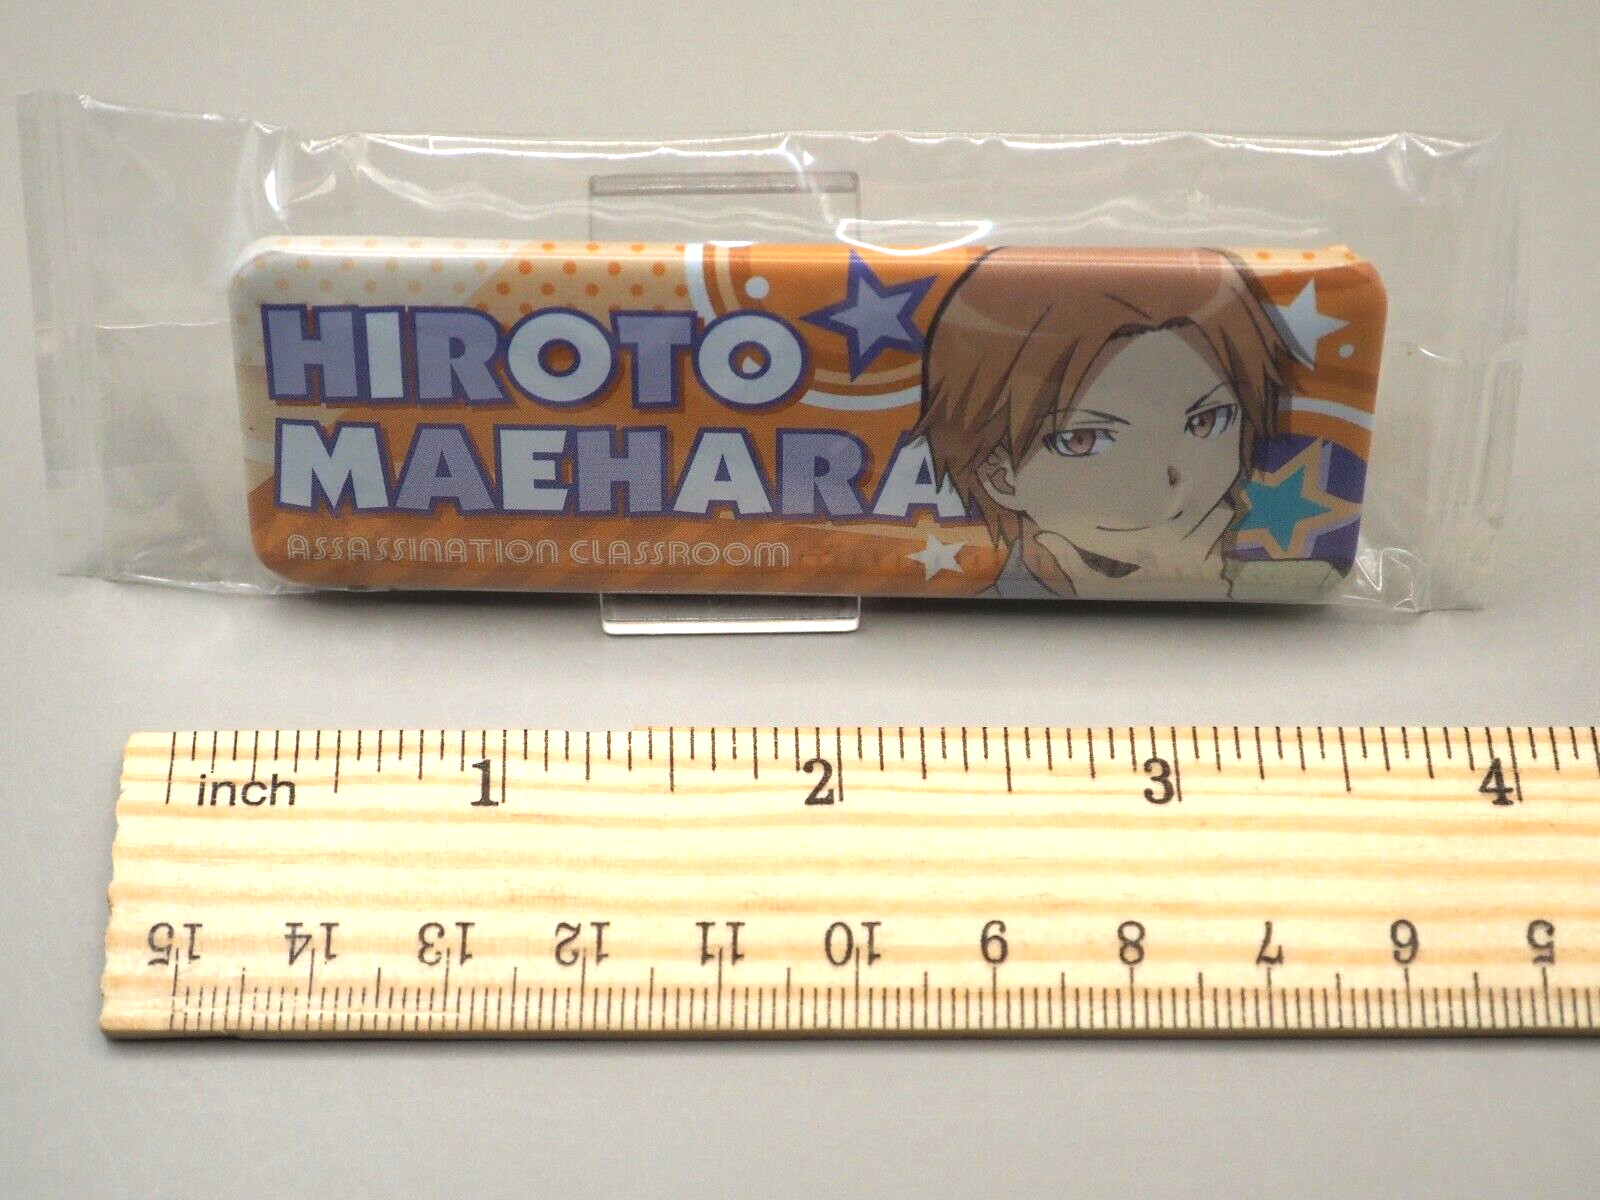 HIROTO
MAEHARA
ASSASSINATION CLASSROOM
inch 1 2 3 4
15 14 13 12 11 10 9 8 7 6 5